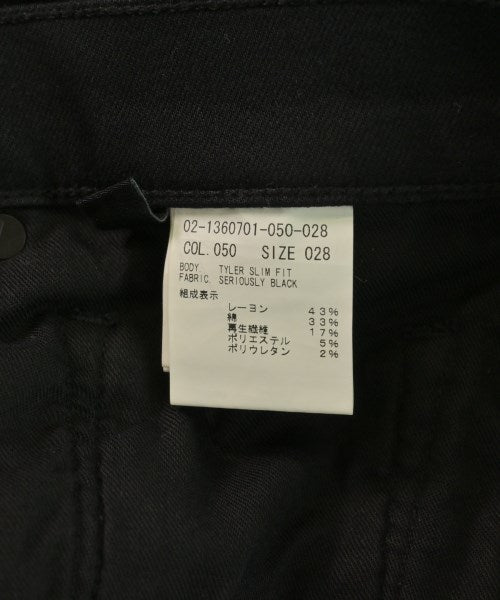 02-1360701-050-028
COL.050 SIZE 028
BODY. TYLER SLIM FIT
FABRIC. SERIOUSLY BLACK
組成表示
レーヨン 43%
綿 33%
再生繊維 17%
ポリエステル 5%
ポリウレタン 2%